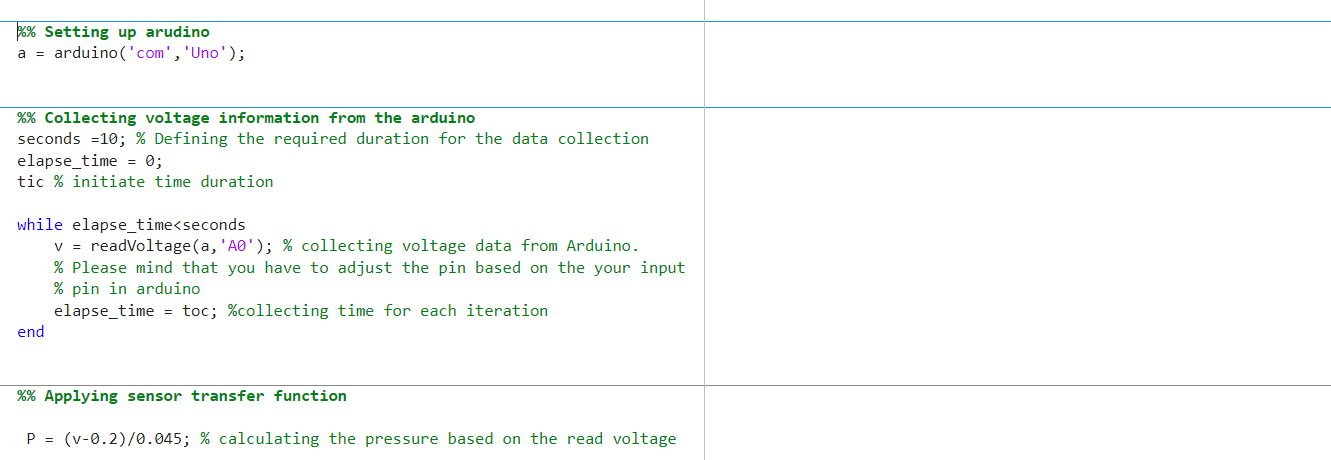 %% Setting up arudino
a = arduino('com','Uno');
%% Collecting voltage information from the arduino
seconds =10; % Defining the required duration for the data collection
elapse_time = 0;
tic % initiate time duration
while elapse_time<seconds
v = readVoltage(a,'A0'); % collecting voltage data from Arduino.
% Please mind that you have to adjust the pin based on the your input
% pin in arduino
elapse_time = toc; %collecting time for each iteration
end
%% Applying sensor transfer function
P = (v-0.2)/0.045; % calculating the pressure based on the read voltage